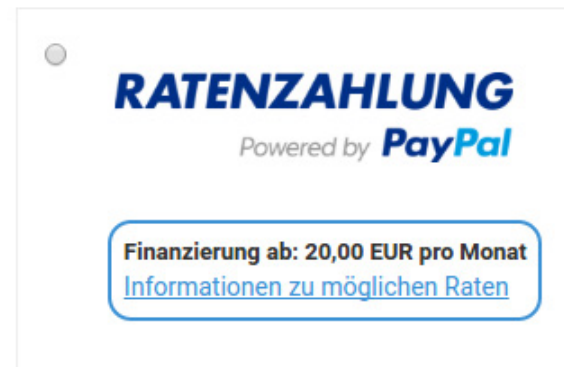 RATENZAHLUNG
Powered by PayPal
Finanzierung ab: 20,00 EUR pro Monat
Informationen zu möglichen Raten